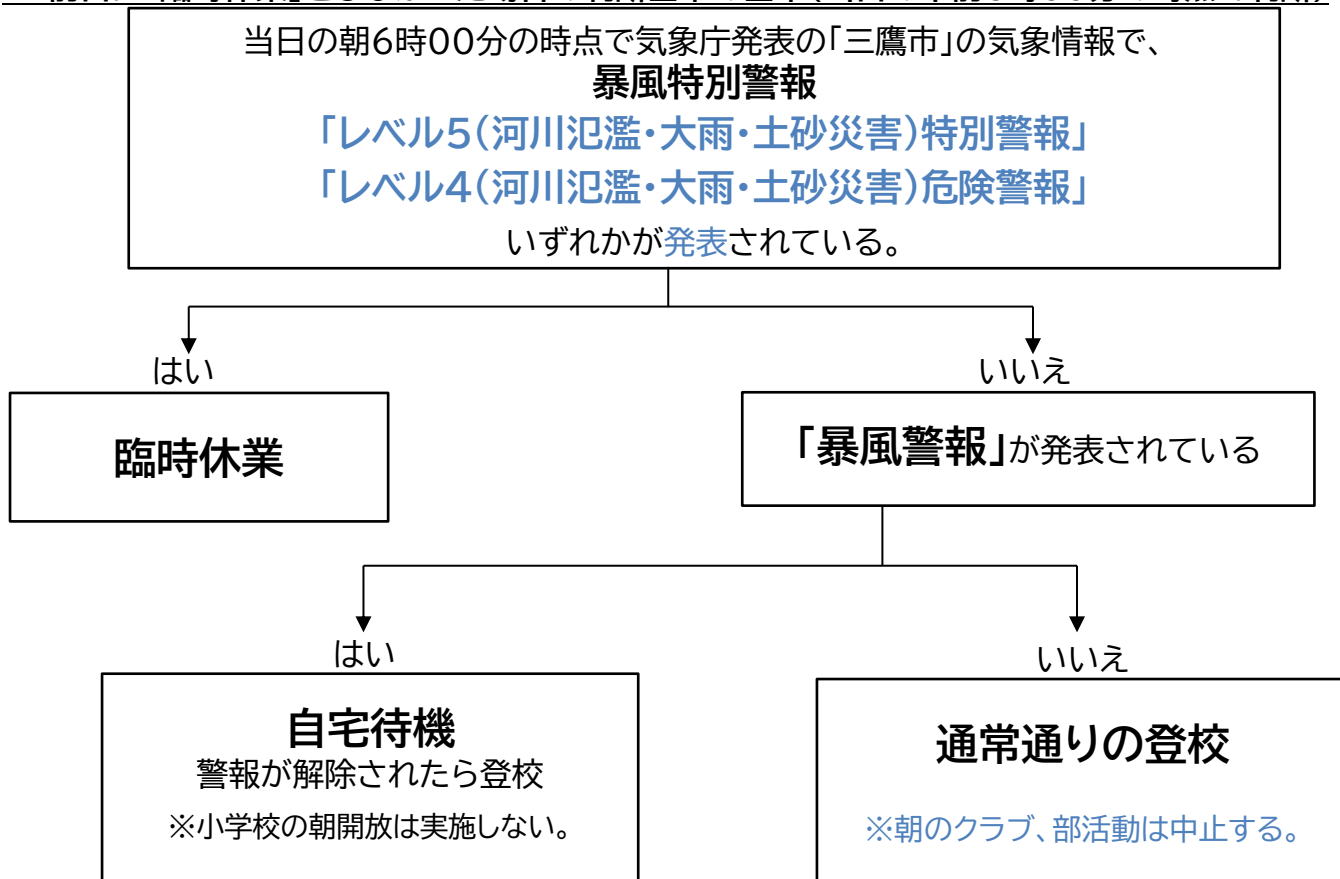 当日の朝6時00分の時点で気象庁発表の「三鷹市」の気象情報で、
暴風特別警報
「レベル5(河川氾濫・大雨・土砂災害)特別警報」
「レベル4(河川氾濫・大雨・土砂災害)危険警報」
いずれかが発表されている。
はい
いいえ
臨時休業
「暴風警報」が発表されている
はい
いいえ
自宅待機
警報が解除されたら登校
※小学校の朝開放は実施しない。
通常通りの登校
※朝のクラブ、部活動は中止する。